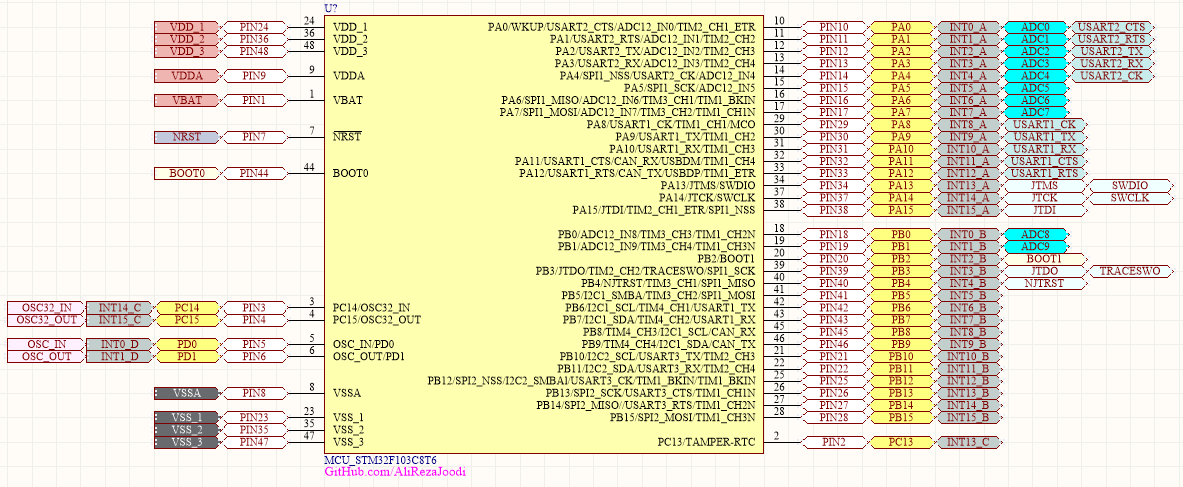 U?
VDD_1 PIN24 24 VDD_1 PA0/WKUP/USART2_CTS/ADC12_IN0/TIM2_CH1_ETR 10 PIN10 PA0 INT0_A ADC0 USART2_CTS
VDD_2 PIN36 36 VDD_2 PA1/USART2_RTS/ADC12_IN1/TIM2_CH2 11 PIN11 PA1 INT1_A ADC1 USART2_RTS
VDD_3 PIN48 48 VDD_3 PA2/USART2_TX/ADC12_IN2/TIM2_CH3 12 PIN12 PA2 INT2_A ADC2 USART2_TX
PA3/USART2_RX/ADC12_IN3/TIM2_CH4 13 PIN13 PA3 INT3_A ADC3 USART2_RX
VDDA PIN9 9 VDDA PA4/SPI1_NSS/USART2_CK/ADC12_IN4 14 PIN14 PA4 INT4_A ADC4 USART2_CK
PA5/SPI1_SCK/ADC12_IN5 15 PIN15 PA5 INT5_A ADC5
VBAT PIN1 1 VBAT PA6/SPI1_MISO/ADC12_IN6/TIM3_CH1/TIM1_BKIN 16 PIN16 PA6 INT6_A ADC6
PA7/SPI1_MOSI/ADC12_IN7/TIM3_CH2/TIM1_CH1N 17 PIN17 PA7 INT7_A ADC7
PA8/USART1_CK/TIM1_CH1/MCO 29 PIN29 PA8 INT8_A USART1_CK
NRST PIN7 7 NRST PA9/USART1_TX/TIM1_CH2 30 PIN30 PA9 INT9_A USART1_TX
PA10/USART1_RX/TIM1_CH3 31 PIN31 PA10 INT10_A USART1_RX
PA11/USART1_CTS/CAN_RX/USBDM/TIM1_CH4 32 PIN32 PA11 INT11_A USART1_CTS
BOOT0 PIN44 44 BOOT0 PA12/USART1_RTS/CAN_TX/USBDP/TIM1_ETR 33 PIN33 PA12 INT12_A USART1_RTS
PA13/JTMS/SWDIO 34 PIN34 PA13 INT13_A JTMS SWDIO
PA14/JTCK/SWCLK 37 PIN37 PA14 INT14_A JTCK SWCLK
PA15/JTDI/TIM2_CH1_ETR/SPI1_NSS 38 PIN38 PA15 INT15_A JTDI
PB0/ADC12_IN8/TIM3_CH3/TIM1_CH2N 18 PIN18 PB0 INT0_B ADC8
PB1/ADC12_IN9/TIM3_CH4/TIM1_CH3N 19 PIN19 PB1 INT1_B ADC9
PB2/BOOT1 20 PIN20 PB2 INT2_B BOOT1
PB3/JTDO/TIM2_CH2/TRACESWO/SPI1_SCK 39 PIN39 PB3 INT3_B JTDO TRACESWO
PB4/NJTRST/TIM3_CH1/SPI1_MISO 40 PIN40 PB4 INT4_B NJTRST
PB5/I2C1_SMBA/TIM3_CH2/SPI1_MOSI 41 PIN41 PB5 INT5_B
OSC32_IN INT14_C PC14 PIN3 3 PC14/OSC32_IN PB6/I2C1_SCL/TIM4_CH1/USART1_TX 42 PIN42 PB6 INT6_B
OSC32_OUT INT15_C PC15 PIN4 4 PC15/OSC32_OUT PB7/I2C1_SDA/TIM4_CH2/USART1_RX 43 PIN43 PB7 INT7_B
PB8/TIM4_CH3/I2C1_SCL/CAN_RX 45 PIN45 PB8 INT8_B
OSC_IN INT0_D PD0 PIN5 5 OSC_IN/PD0 PB9/TIM4_CH4/I2C1_SDA/CAN_TX 46 PIN46 PB9 INT9_B
OSC_OUT INT1_D PD1 PIN6 6 OSC_OUT/PD1 PB10/I2C2_SCL/USART3_TX/TIM2_CH3 21 PIN21 PB10 INT10_B
PB11/I2C2_SDA/USART3_RX/TIM2_CH4 22 PIN22 PB11 INT11_B
PB12/SPI2_NSS/I2C2_SMBAI/USART3_CK/TIM1_BKIN/TIM1_BKIN 25 PIN25 PB12 INT12_B
VSSA PIN8 8 VSSA PB13/SPI2_SCK/USART3_CTS/TIM1_CH1N 26 PIN26 PB13 INT13_B
PB14/SPI2_MISO//USART3_RTS/TIM1_CH2N 27 PIN27 PB14 INT14_B
VSS_1 PIN23 23 VSS_1 PB15/SPI2_MOSI/TIM1_CH3N 28 PIN28 PB15 INT15_B
VSS_2 PIN35 35 VSS_2
VSS_3 PIN47 47 VSS_3 PC13/TAMPER-RTC 2 PIN2 PC13 INT13_C
MCU_STM32F103C8T6
GitHub.com/AliRezaJoodi